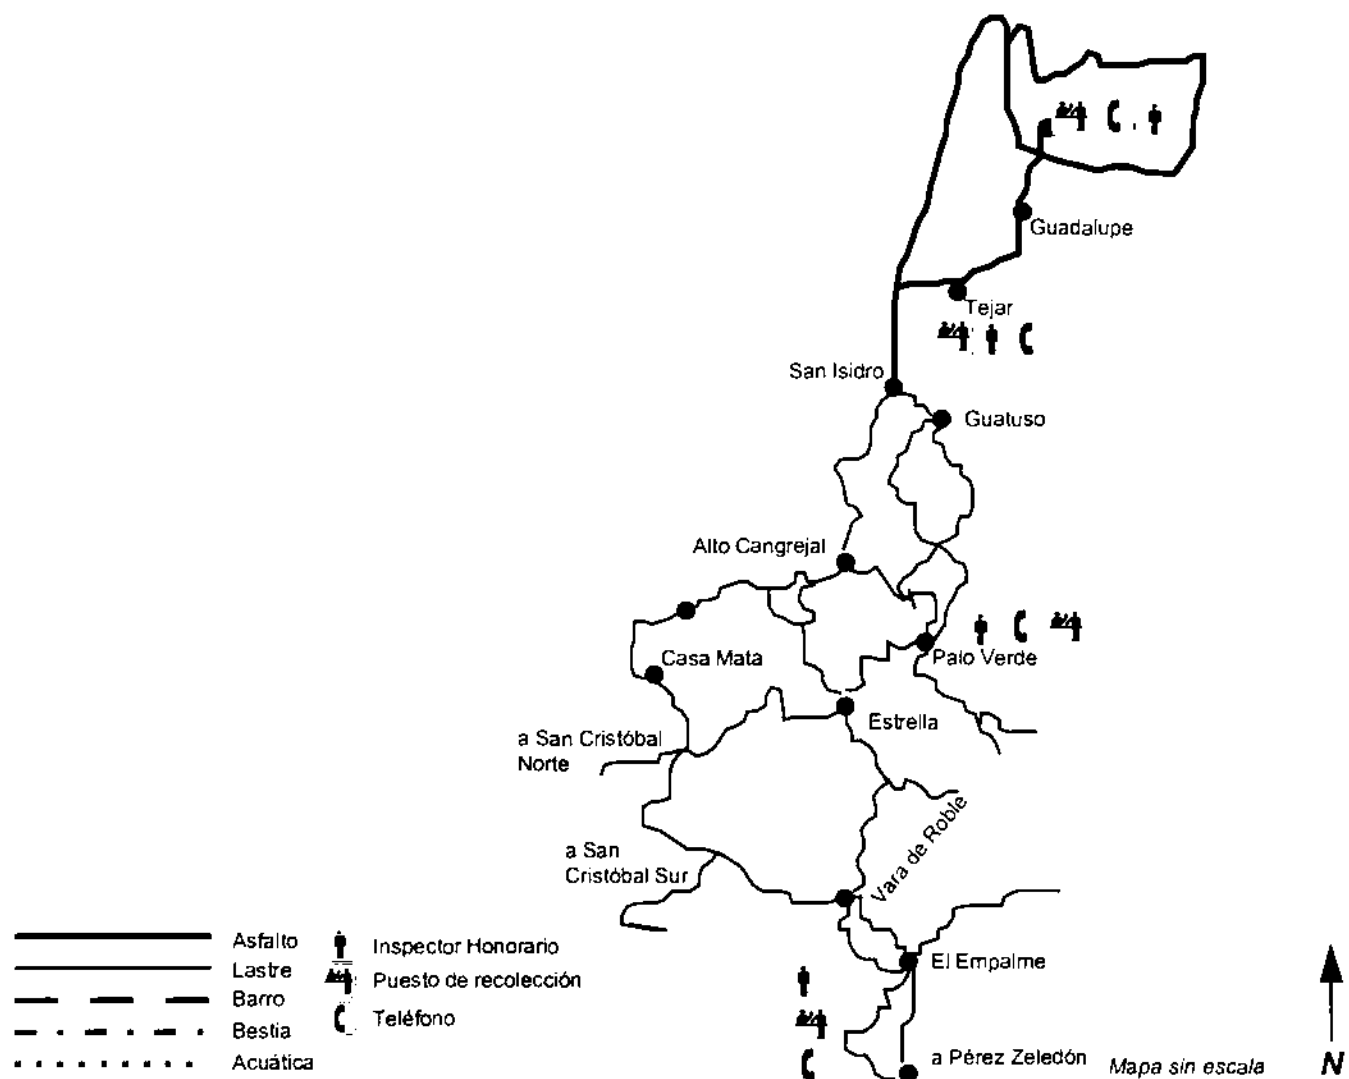 Guadalupe
Tejar
San Isidro
Guatuso
Alto Cangrejal
Casa Mata
Palo Verde
Estrella
a San Cristóbal
Norte
Vara de Roble
a San
Cristóbal Sur
El Empalme
a Pérez Zeledón
Mapa sin escala
N
Asfalto
Lastre
Barro
Bestia
Acuática
Inspector Honorario
Puesto de recolección
Teléfono